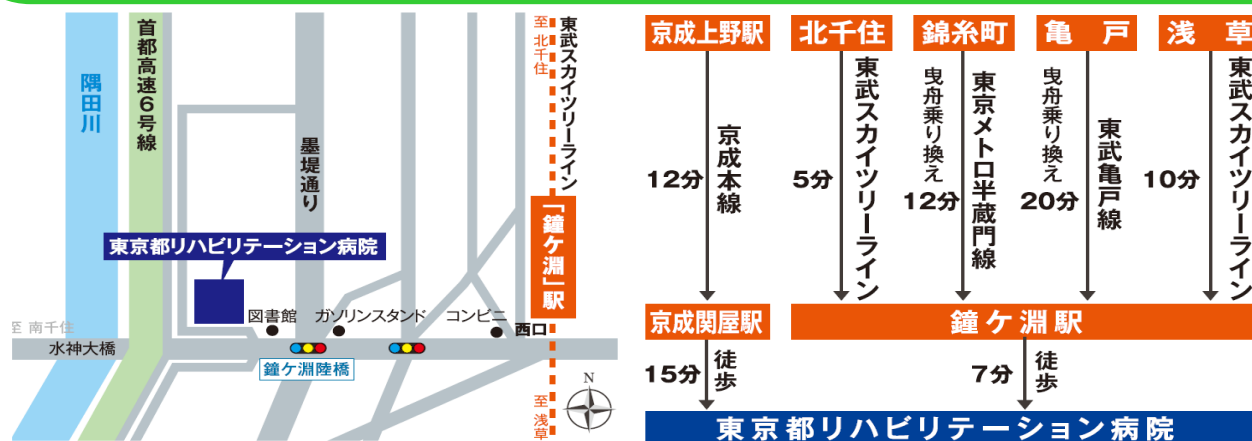 首都高速6号線
隅田川
墨堤通り
至 北千住
東武スカイツリーライン
「鐘ケ淵」駅
東京都リハビリテーション病院
図書館
ガソリンスタンド
コンビニ
西口
至 南千住
水神大橋
鐘ケ淵陸橋
至 浅草
N
京成上野駅
北千住
錦糸町
亀戸
浅草
12分
京成本線
5分
東武スカイツリーライン
曳舟乗り換え
12分
東京メトロ半蔵門線
曳舟乗り換え
20分
東武亀戸線
10分
東武スカイツリーライン
京成関屋駅
鐘ケ淵駅
15分
徒歩
7分
徒歩
東京都リハビリテーション病院